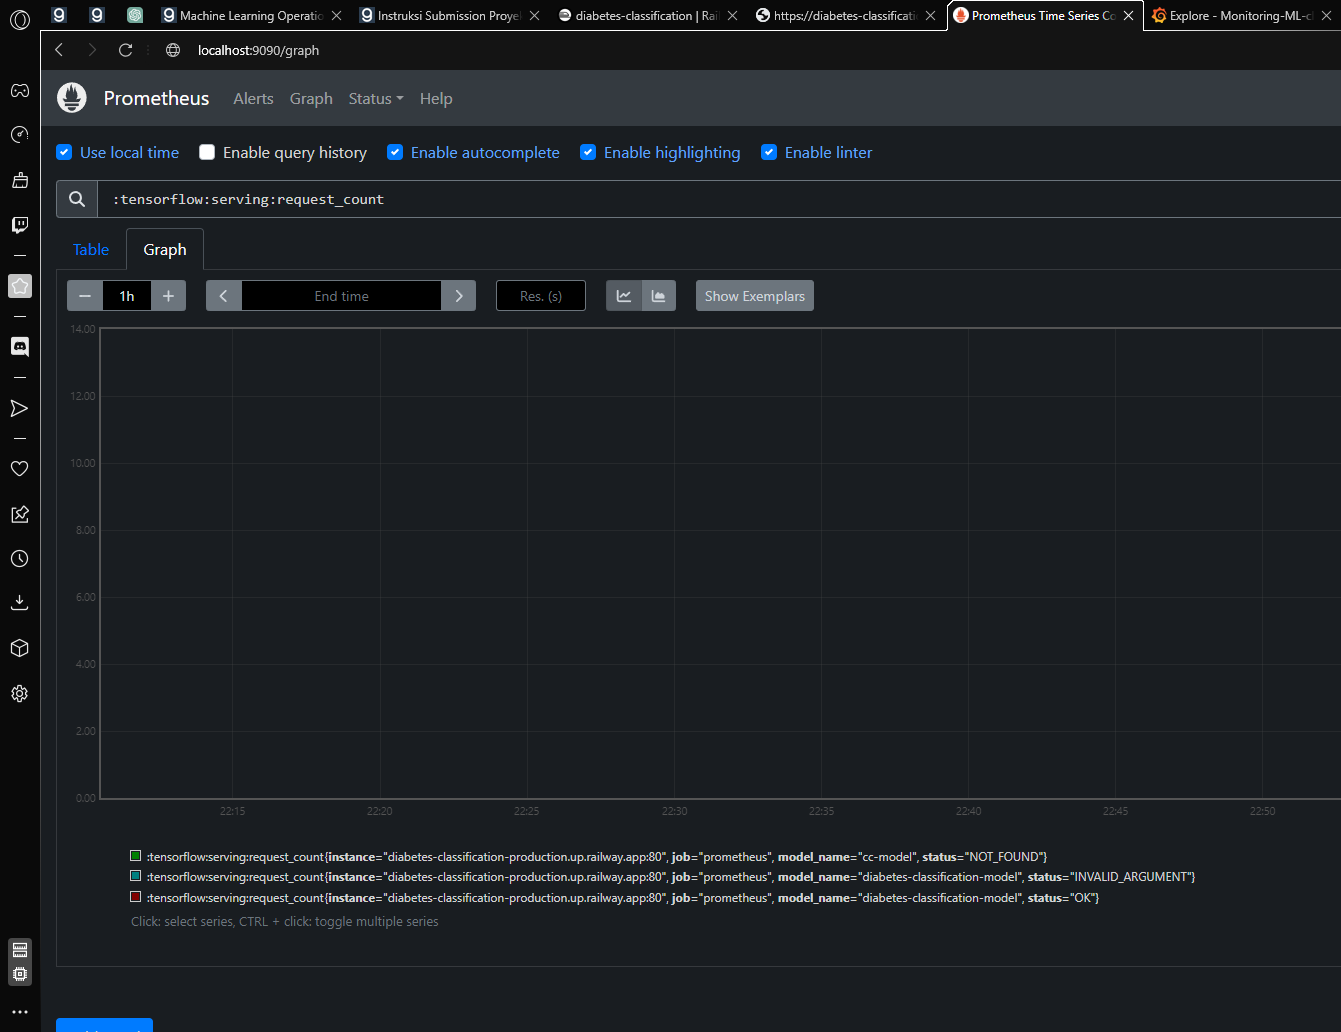 Machine Learning Operatio
Instruksi Submission Proye
diabetes-classification | Rai
https://diabetes-classificati
Prometheus Time Series Co
Explore - Monitoring-ML-c
localhost:9090/graph
Prometheus Alerts Graph Status Help
Use local time Enable query history Enable autocomplete Enable highlighting Enable linter
:tensorflow:serving:request_count
Table Graph
1h End time Res. (s) Show Exemplars
14.00
12.00
10.00
8.00
6.00
4.00
2.00
0.00
22:15 22:20 22:25 22:30 22:35 22:40 22:45 22:50
:tensorflow:serving:request_count{instance="diabetes-classification-production.up.railway.app:80", job="prometheus", model_name="cc-model", status="NOT_FOUND"}
:tensorflow:serving:request_count{instance="diabetes-classification-production.up.railway.app:80", job="prometheus", model_name="diabetes-classification-model", status="INVALID_ARGUMENT"}
:tensorflow:serving:request_count{instance="diabetes-classification-production.up.railway.app:80", job="prometheus", model_name="diabetes-classification-model", status="OK"}
Click: select series, CTRL + click: toggle multiple series